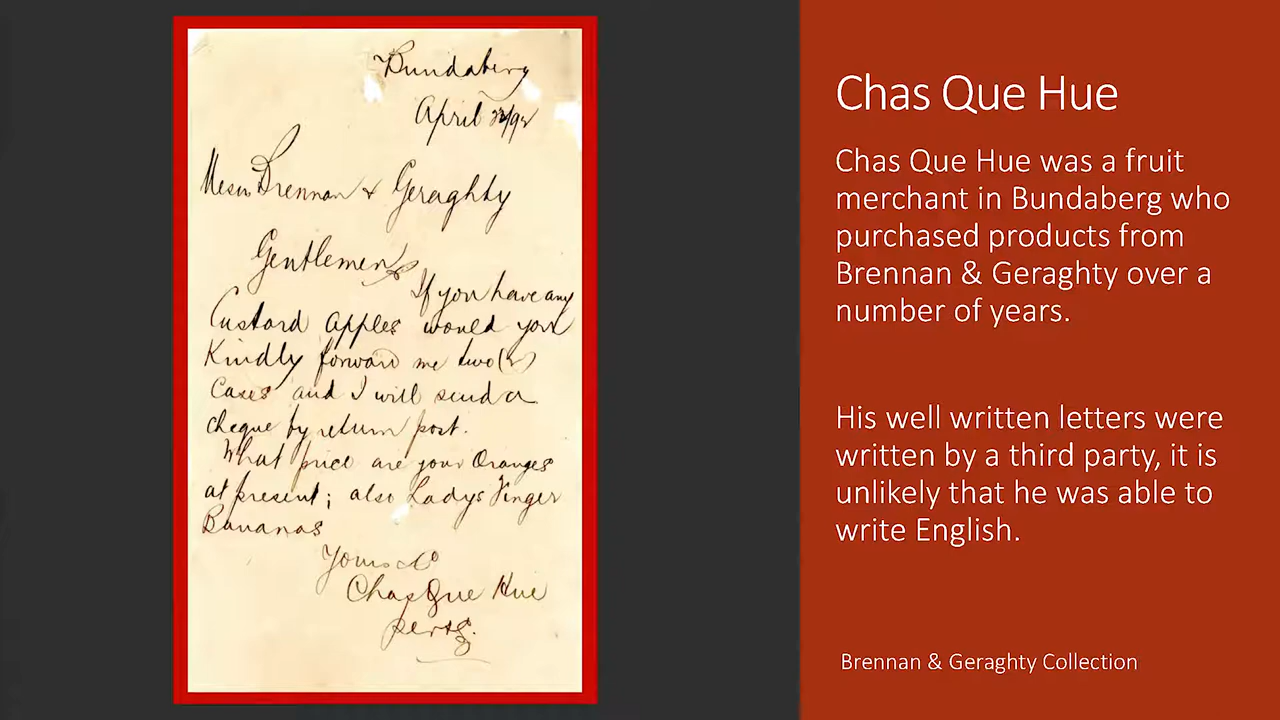 Bundaberg
April /92
Messrs Brennan & Geraghty
Gentlemen
If you have any
Custard Apples would you
Kindly forward me two (2)
Cases and I will send a
cheque by return post.
What price are your Oranges
at present; also Ladys Finger
Bananas
Yours &c
Chas Que Hue
per
Chas Que Hue
Chas Que Hue was a fruit
merchant in Bundaberg who
purchased products from
Brennan & Geraghty over a
number of years.
His well written letters were
written by a third party, it is
unlikely that he was able to
write English.
Brennan & Geraghty Collection